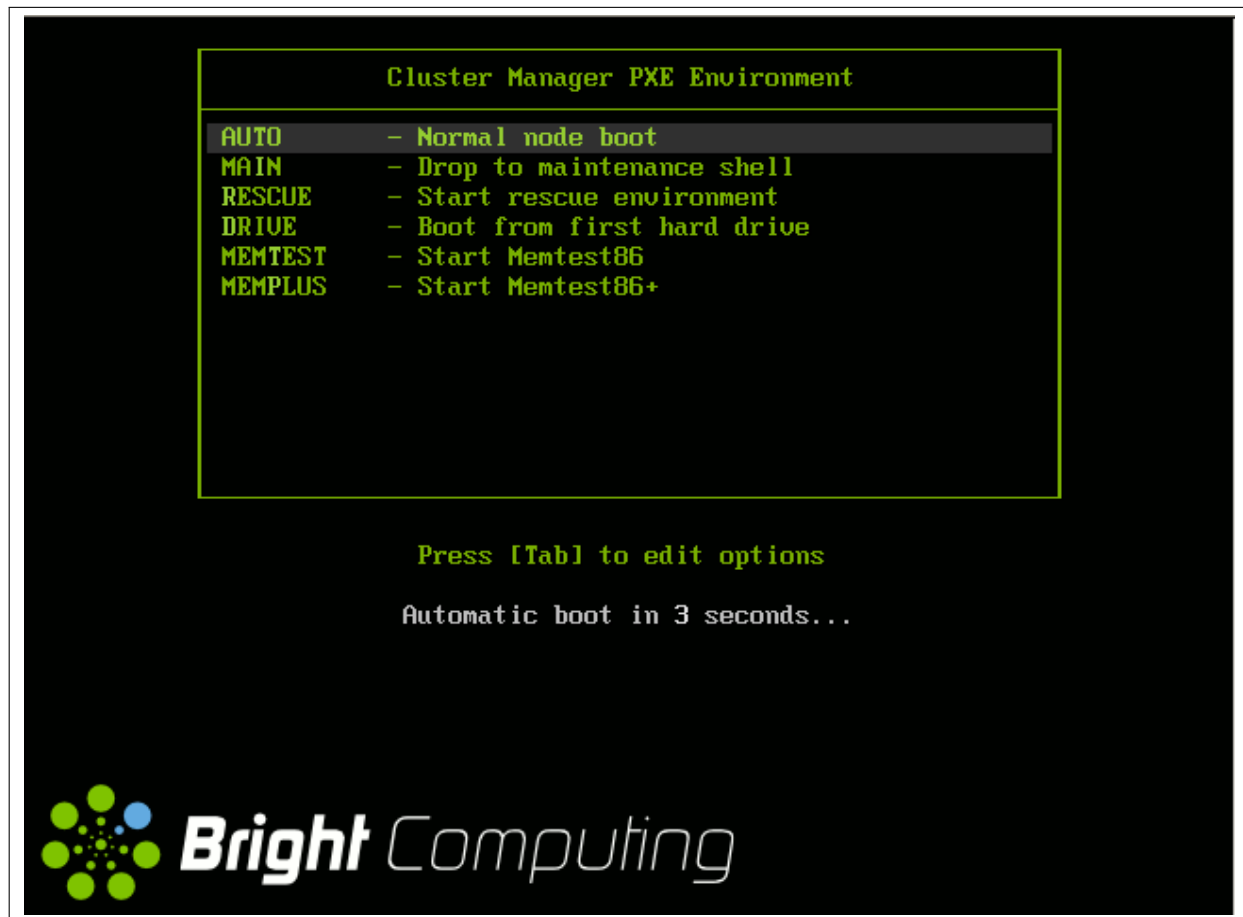 Cluster Manager PXE Environment
AUTO - Normal node boot
MAIN - Drop to maintenance shell
RESCUE - Start rescue environment
DRIVE - Boot from first hard drive
MEMTEST - Start Memtest86
MEMPLUS - Start Memtest86+
Press [Tab] to edit options
Automatic boot in 3 seconds...
Bright Computing